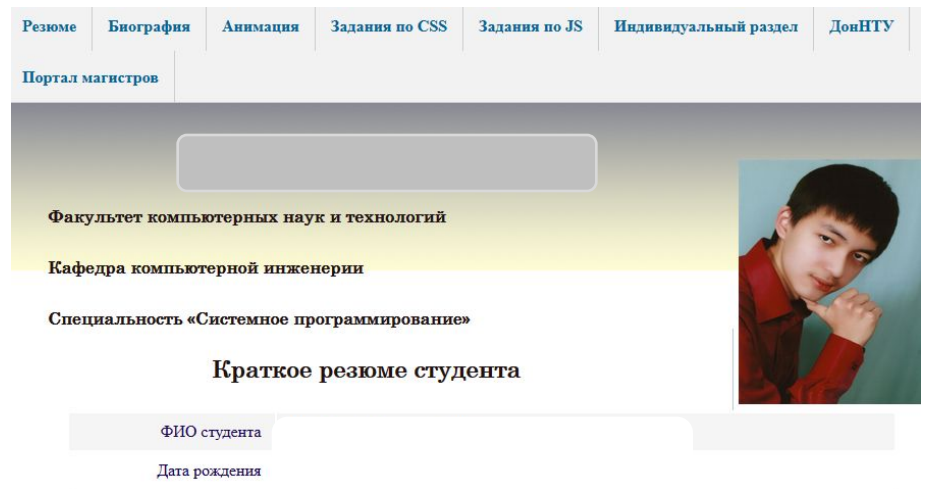 Резюме Биография Анимация Задания по CSS Задания по JS Индивидуальный раздел ДонНТУ
Портал магистров
Факультет компьютерных наук и технологий
Кафедра компьютерной инженерии
Специальность «Системное программирование»
Краткое резюме студента
ФИО студента
Дата рождения